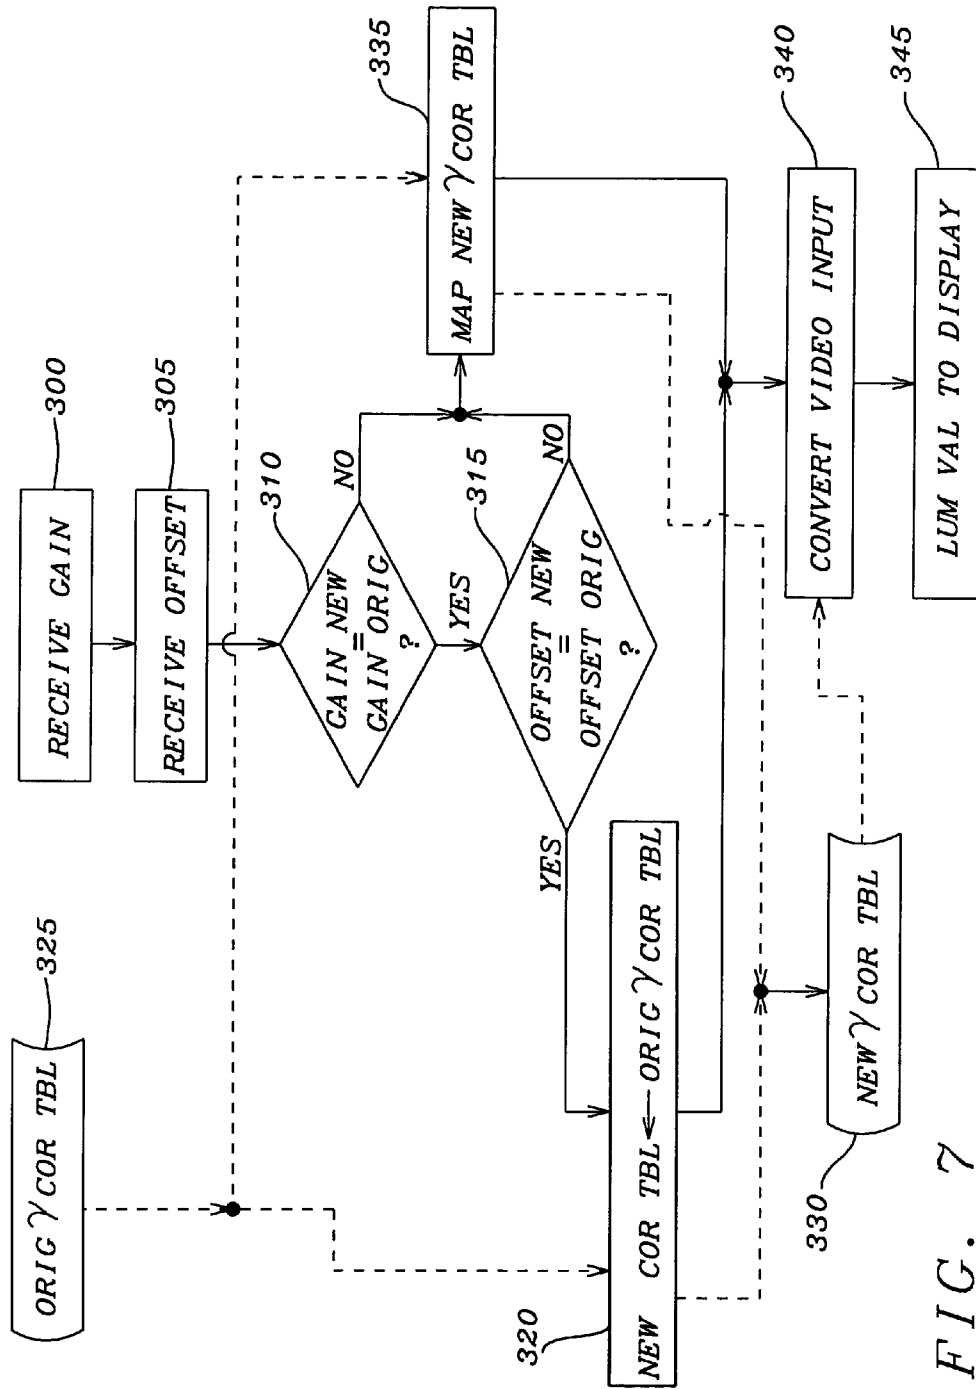 300
RECEIVE GAIN
305
RECEIVE OFFSET
325
ORIG γ COR TBL
310
GAIN NEW
=
GAIN ORIG
?
NO
YES
315
OFFSET NEW
=
OFFSET ORIG
?
NO
YES
335
MAP NEW γ COR TBL
320
NEW COR TBL ← ORIG γ COR TBL
330
NEW γ COR TBL
340
CONVERT VIDEO INPUT
345
LUM VAL TO DISPLAY
FIG. 7